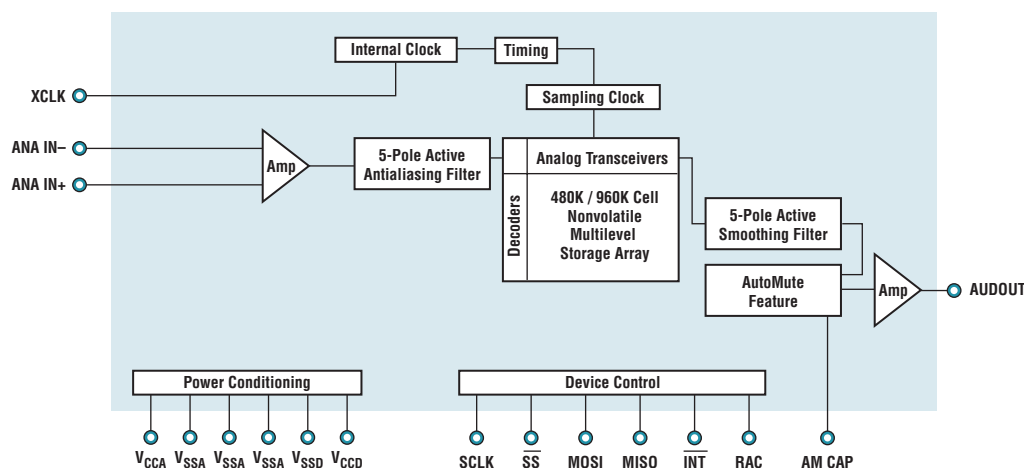 Internal Clock
Timing
XCLK
Sampling Clock
ANA IN–
ANA IN+
Amp
5-Pole Active
Antialiasing Filter
Decoders
Analog Transceivers
480K / 960K Cell
Nonvolatile
Multilevel
Storage Array
5-Pole Active
Smoothing Filter
AutoMute
Feature
Amp
AUDOUT
Power Conditioning
Device Control
VCCA VSSA VSSA VSSA VSSD VCCD
SCLK S̅S̅ MOSI MISO I̅N̅T̅ RAC AM CAP